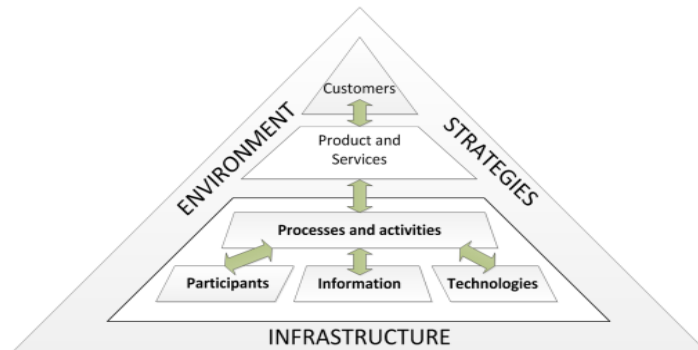 Customers
ENVIRONMENT
STRATEGIES
Product and
Services
Processes and activities
Participants
Information
Technologies
INFRASTRUCTURE